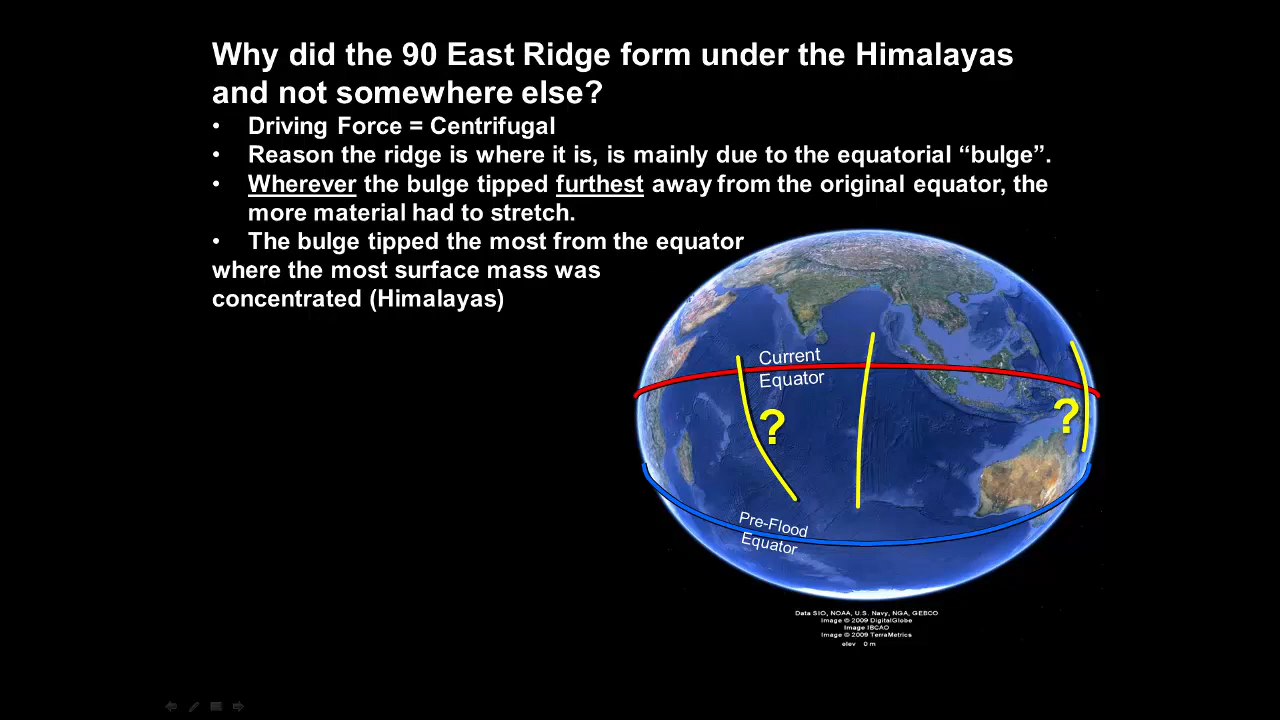 Why did the 90 East Ridge form under the Himalayas
and not somewhere else?
• Driving Force = Centrifugal
• Reason the ridge is where it is, is mainly due to the equatorial “bulge”.
• Wherever the bulge tipped furthest away from the original equator, the
more material had to stretch.
• The bulge tipped the most from the equator
where the most surface mass was
concentrated (Himalayas)
Current
Equator
?
?
Pre-Flood
Equator
Data SIO, NOAA, U.S. Navy, NGA, GEBCO
Image © 2009 DigitalGlobe
Image IBCAO
Image © 2009 TerraMetrics
elev 0 m